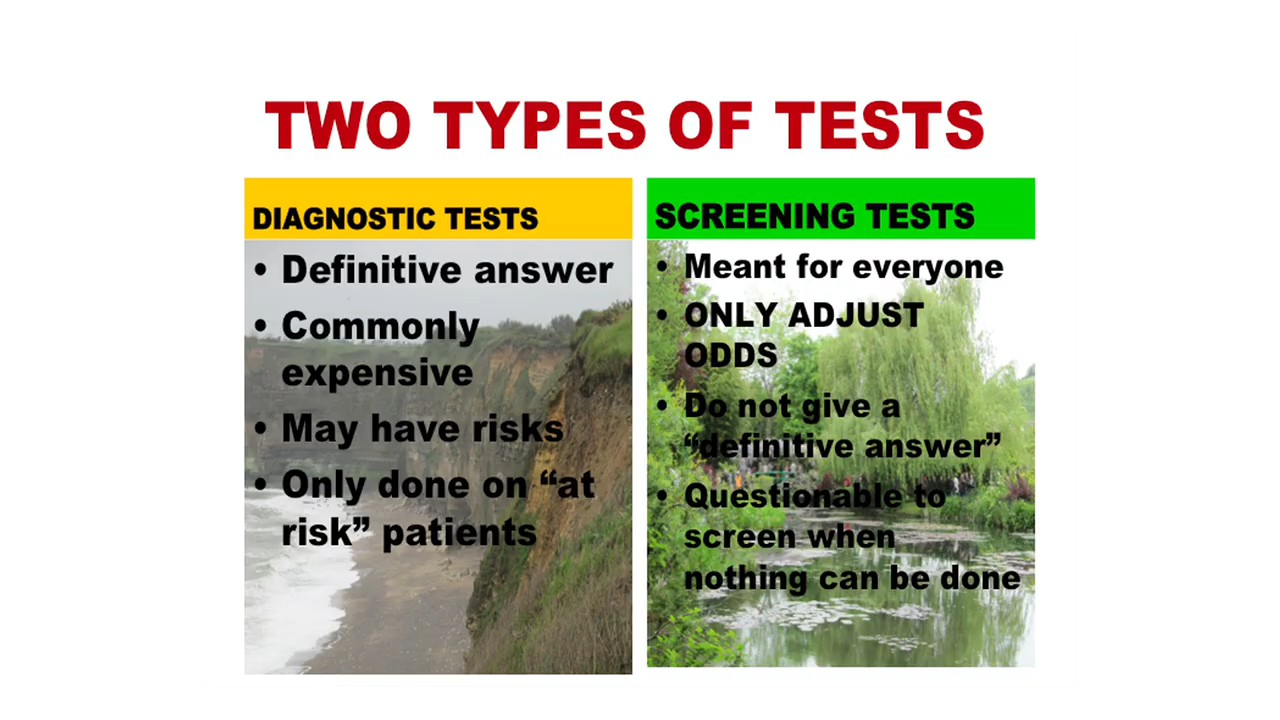 TWO TYPES OF TESTS
DIAGNOSTIC TESTS
• Definitive answer
• Commonly
expensive
• May have risks
• Only done on “at
risk” patients
SCREENING TESTS
• Meant for everyone
• ONLY ADJUST
ODDS
• Do not give a
“definitive answer”
• Questionable to
screen when
nothing can be done